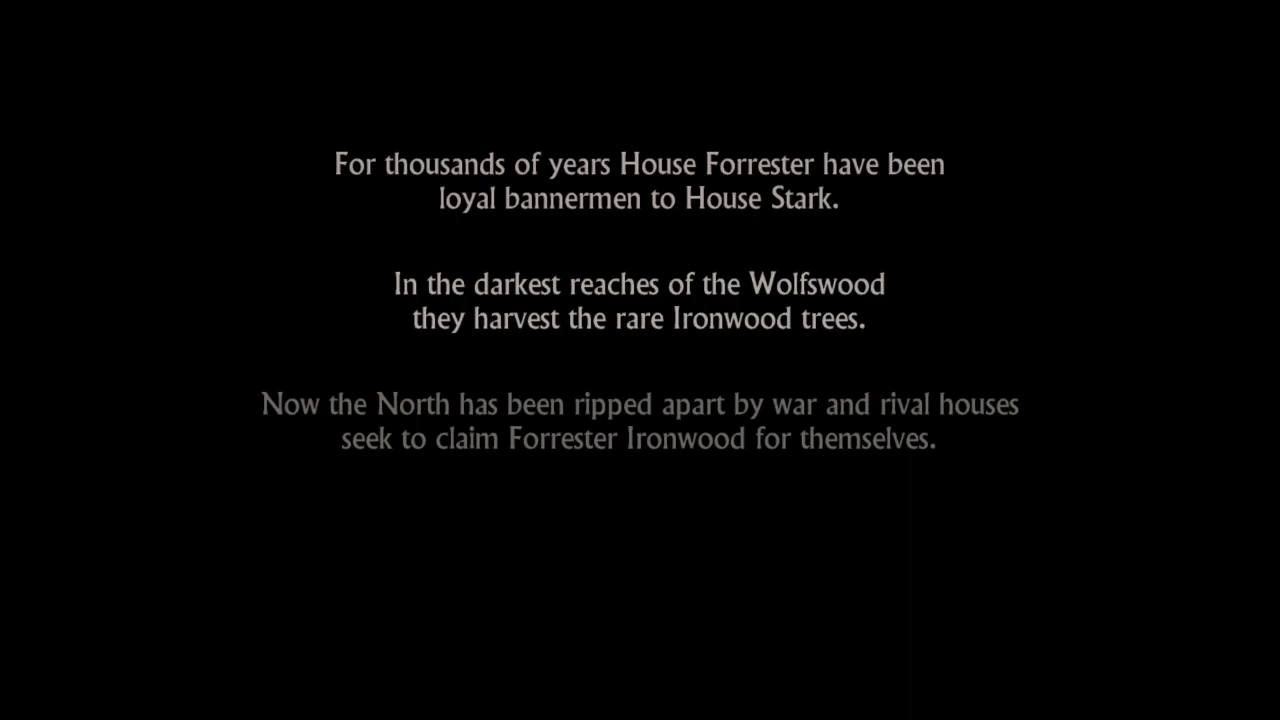 For thousands of years House Forrester have been
loyal bannermen to House Stark.
In the darkest reaches of the Wolfswood
they harvest the rare Ironwood trees.
Now the North has been ripped apart by war and rival houses
seek to claim Forrester Ironwood for themselves.